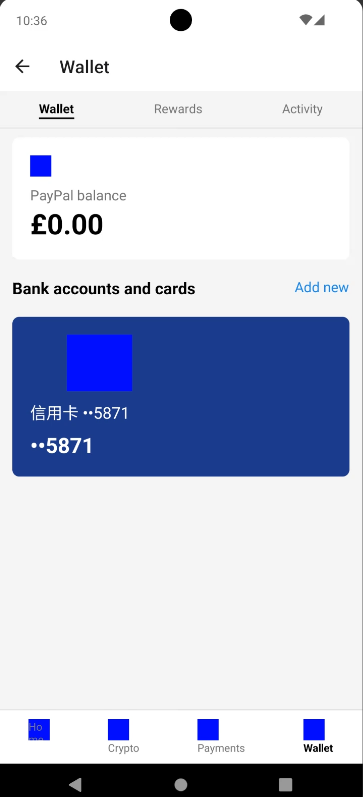 10:36
Wallet
Wallet Rewards Activity
PayPal balance
£0.00
Bank accounts and cards Add new
信用卡 ••5871
••5871
Ho
me
Crypto Payments Wallet